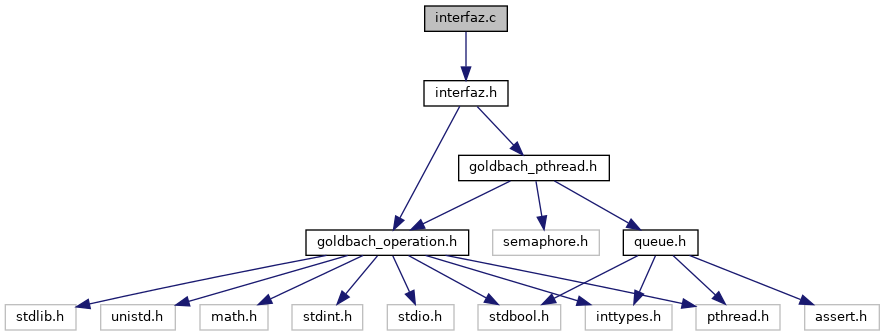 interfaz.c
interfaz.h
goldbach_pthread.h
goldbach_operation.h
semaphore.h
queue.h
stdlib.h
unistd.h
math.h
stdint.h
stdio.h
stdbool.h
inttypes.h
pthread.h
assert.h